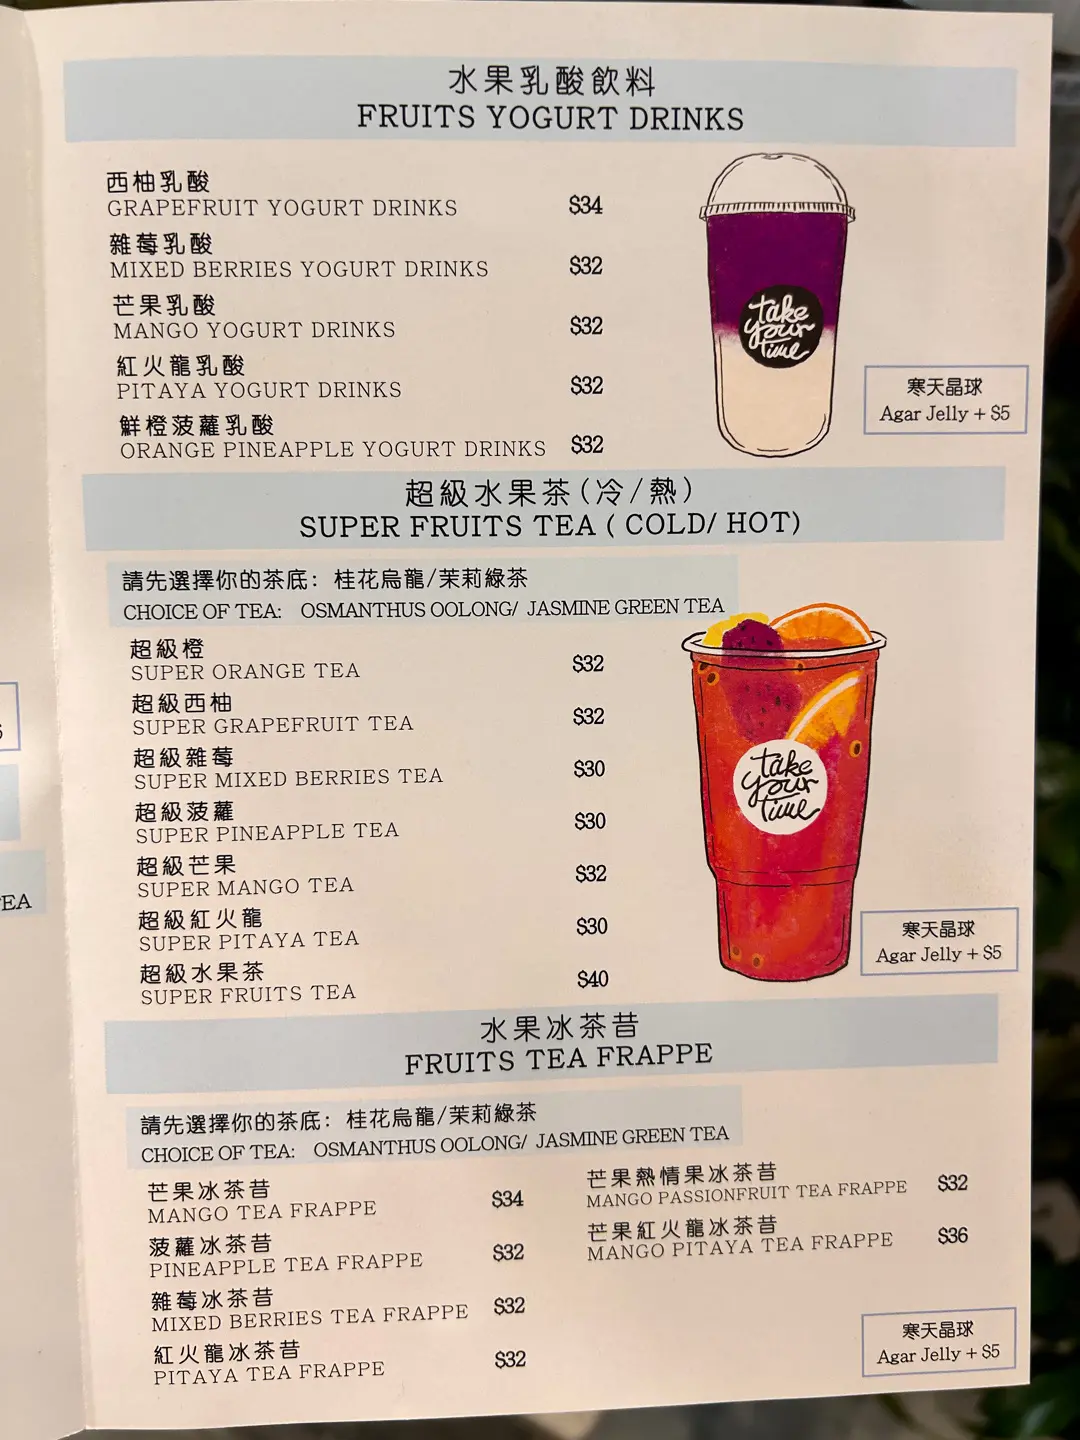 水果乳酸飲料
FRUITS YOGURT DRINKS
西柚乳酸
GRAPEFRUIT YOGURT DRINKS $34
雜莓乳酸
MIXED BERRIES YOGURT DRINKS $32
芒果乳酸
MANGO YOGURT DRINKS $32
紅火龍乳酸
PITAYA YOGURT DRINKS $32
鮮橙菠蘿乳酸
ORANGE PINEAPPLE YOGURT DRINKS $32
take
your
time
寒天晶球
Agar Jelly + $5
超級水果茶(冷/熱)
SUPER FRUITS TEA ( COLD/ HOT)
請先選擇你的茶底: 桂花烏龍/茉莉綠茶
CHOICE OF TEA: OSMANTHUS OOLONG/ JASMINE GREEN TEA
超級橙
SUPER ORANGE TEA $32
超級西柚
SUPER GRAPEFRUIT TEA $32
超級雜莓
SUPER MIXED BERRIES TEA $30
超級菠蘿
SUPER PINEAPPLE TEA $30
超級芒果
SUPER MANGO TEA $32
超級紅火龍
SUPER PITAYA TEA $30
超級水果茶
SUPER FRUITS TEA $40
take
your
time
寒天晶球
Agar Jelly + $5
水果冰茶昔
FRUITS TEA FRAPPE
請先選擇你的茶底: 桂花烏龍/茉莉綠茶
CHOICE OF TEA: OSMANTHUS OOLONG/ JASMINE GREEN TEA
芒果冰茶昔
MANGO TEA FRAPPE $34
菠蘿冰茶昔
PINEAPPLE TEA FRAPPE $32
雜莓冰茶昔
MIXED BERRIES TEA FRAPPE $32
紅火龍冰茶昔
PITAYA TEA FRAPPE $32
芒果熱情果冰茶昔
MANGO PASSIONFRUIT TEA FRAPPE $32
芒果紅火龍冰茶昔
MANGO PITAYA TEA FRAPPE $36
寒天晶球
Agar Jelly + $5
EA